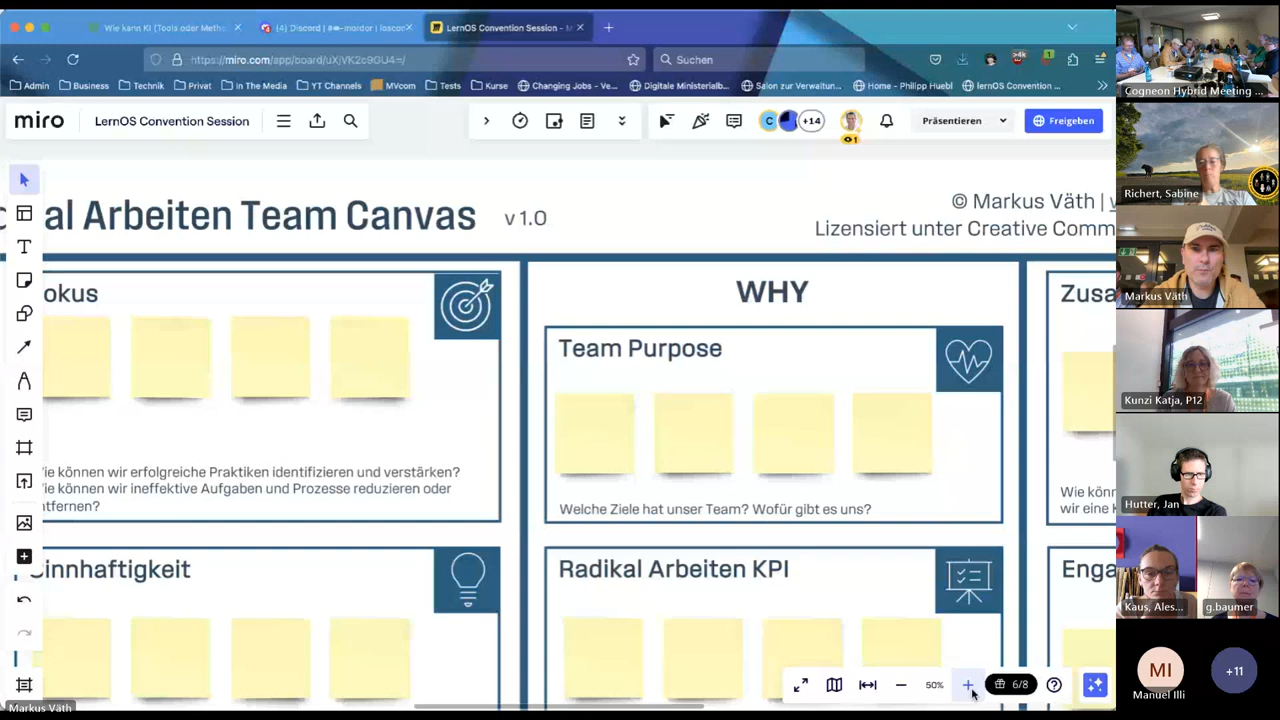 Wie kann KI (Tools oder Meth
(4) Discord | #🐟-mordor | loscon
LernOS Convention Session - M
https://miro.com/app/board/uXjVK2c9GU4=/
Suchen
Admin
Business
Technik
Privat
In The Media
YT Channels
MVcom
Tests
Kurse
Changing Jobs - Ve...
Digitale Ministerialb...
Salon zur Verwaltun...
Home - Philipp Huebl
lernOS Convention ...
miro
LernOS Convention Session
C
+14
1
Präsentieren
Freigeben
al Arbeiten Team Canvas
v 1.0
© Markus Väth |
Lizensiert unter Creative Comm
okus
ie können wir erfolgreiche Praktiken identifizieren und verstärken?
ie können wir ineffektive Aufgaben und Prozesse reduzieren oder
ntfernen?
WHY
Team Purpose
Welche Ziele hat unser Team? Wofür gibt es uns?
Zusa
Wie könn
wir eine K
innhaftigkeit
Radikal Arbeiten KPI
Enga
50%
6/8
Markus Väth
Cogneon Hybrid Meeting ...
Richert, Sabine
Markus Väth
Kunzi Katja, P12
Hutter, Jan
Kaus, Ales...
g.baumer
MI
Manuel Illi
+11